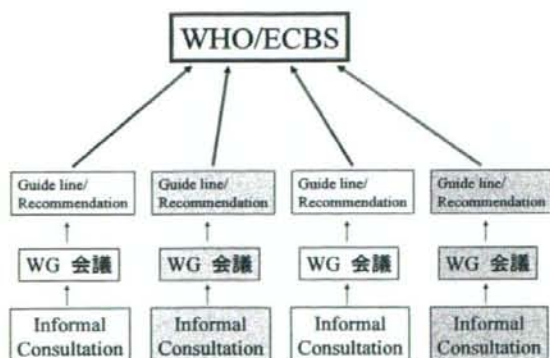 WHO/ECBS
Guide line/
Recommendation
Guide line/
Recommendation
Guide line/
Recommendation
Guide line/
Recommendation
WG 会議
WG 会議
WG 会議
WG 会議
Informal
Consultation
Informal
Consultation
Informal
Consultation
Informal
Consultation